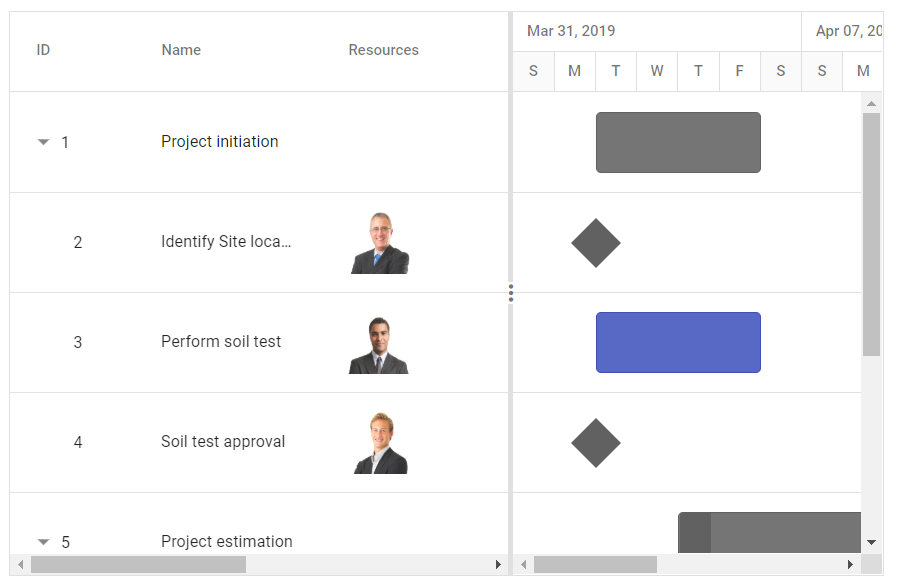 ID Name Resources
Mar 31, 2019 Apr 07, 20
S M T W T F S S M
1 Project initiation
2 Identify Site loca...
3 Perform soil test
4 Soil test approval
5 Project estimation